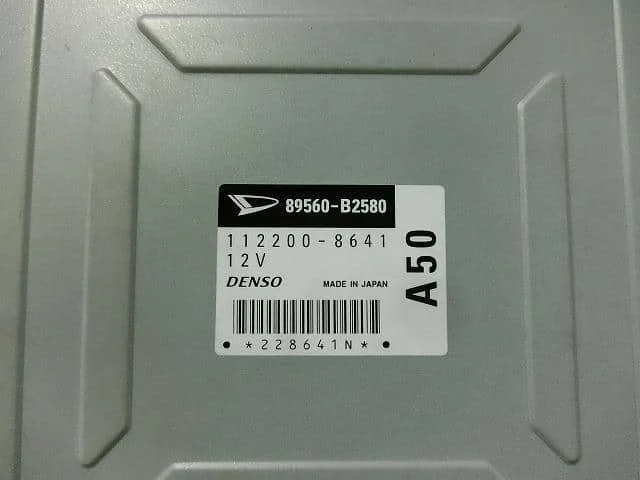 89560-B2580
112200-8641
12V
DENSO MADE IN JAPAN
*228641N*
A50